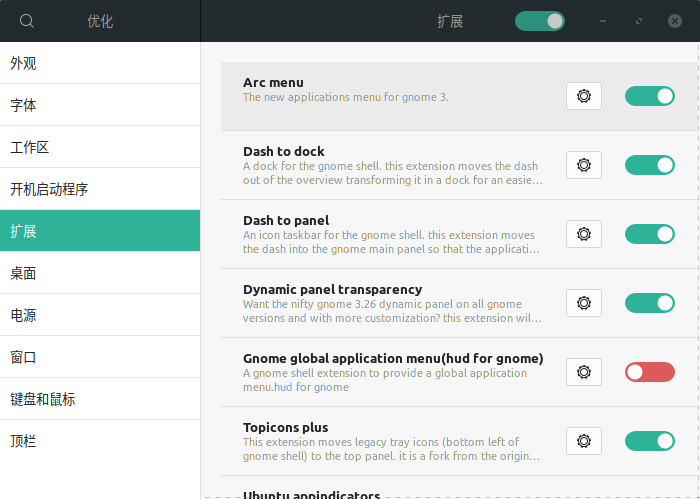 优化
扩展
外观
字体
工作区
开机启动程序
扩展
桌面
电源
窗口
键盘和鼠标
顶栏
Arc menu
The new applications menu for gnome 3.
Dash to dock
A dock for the gnome shell. this extension moves the dash
out of the overview transforming it in a dock for an easie…
Dash to panel
An icon taskbar for the gnome shell. this extension moves
the dash into the gnome main panel so that the applicati…
Dynamic panel transparency
Want the nifty gnome 3.26 dynamic panel on all gnome
versions and with more customization? this extension wil…
Gnome global application menu(hud for gnome)
A gnome shell extension to provide a global application
menu.hud for gnome
Topicons plus
This extension moves legacy tray icons (bottom left of
gnome shell) to the top panel. it is a fork from the origin…
Ubuntu appindicators